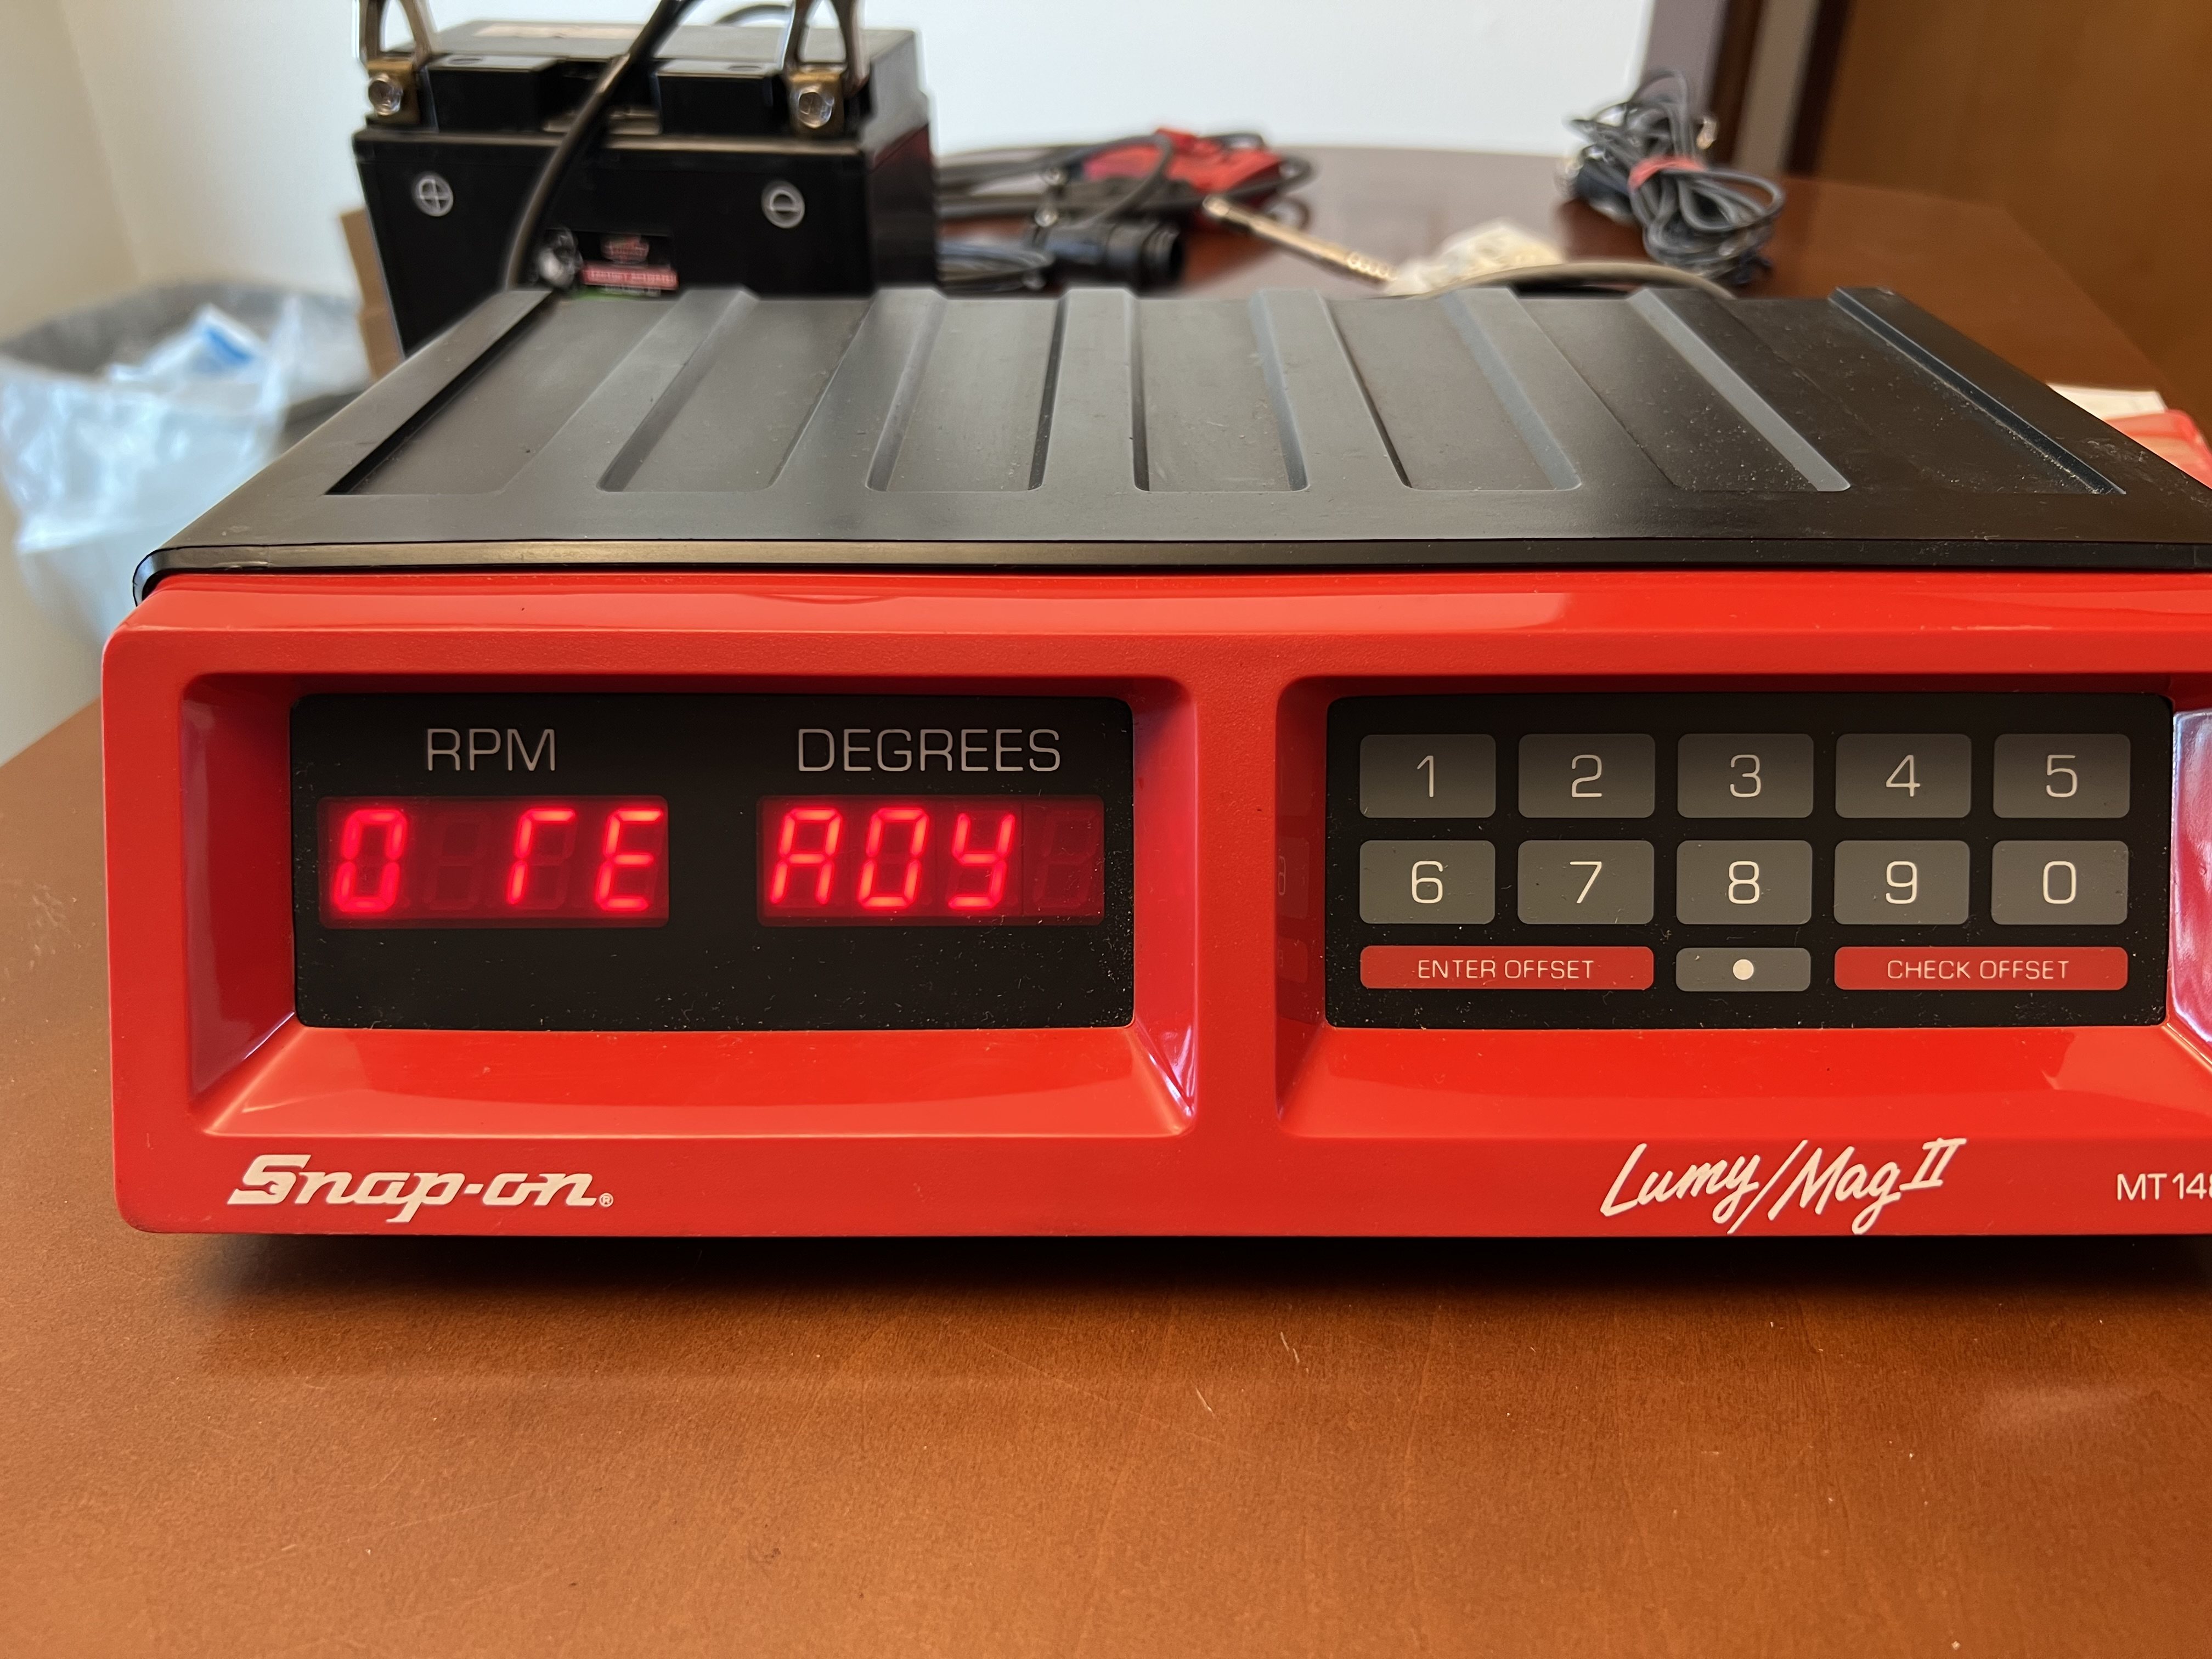 RPM DEGREES
0 rE A0y
1 2 3 4 5
6 7 8 9 0
ENTER OFFSET • CHECK OFFSET
Snap-on®
Lumy/Mag II